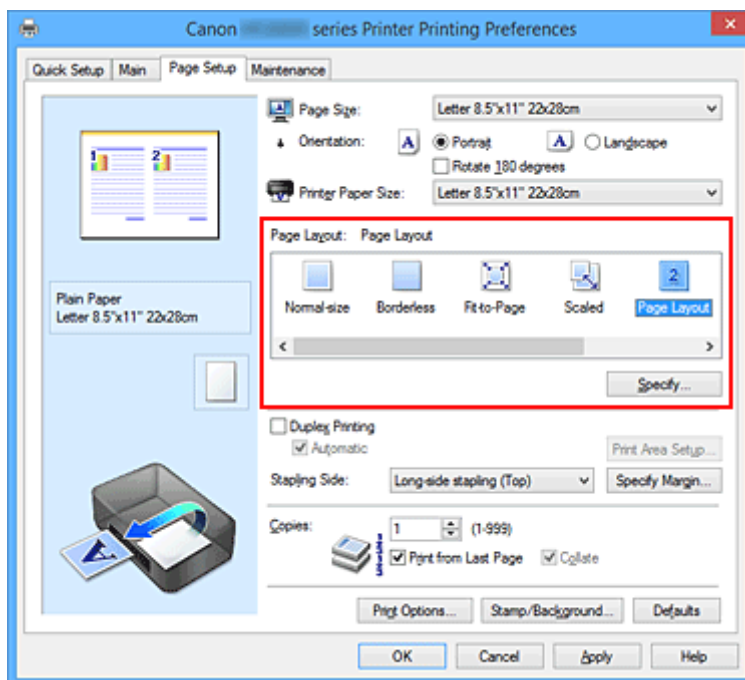 Canon series Printer Printing Preferences
Quick Setup Main Page Setup Maintenance
Page Size: Letter 8.5"x11" 22x28cm
Orientation: A Portrait A Landscape
Rotate 180 degrees
Printer Paper Size: Letter 8.5"x11" 22x28cm
1 2
Page Layout: Page Layout
2
Normal-size Borderless Fit-to-Page Scaled Page Layout
Plain Paper
Letter 8.5"x11" 22x28cm
Specify...
Duplex Printing
Automatic
Print Area Setup...
Stapling Side: Long-side stapling (Top) Specify Margin...
Copies: 1 (1-999)
Print from Last Page Collate
A
Print Options... Stamp/Background... Defaults
OK Cancel Apply Help